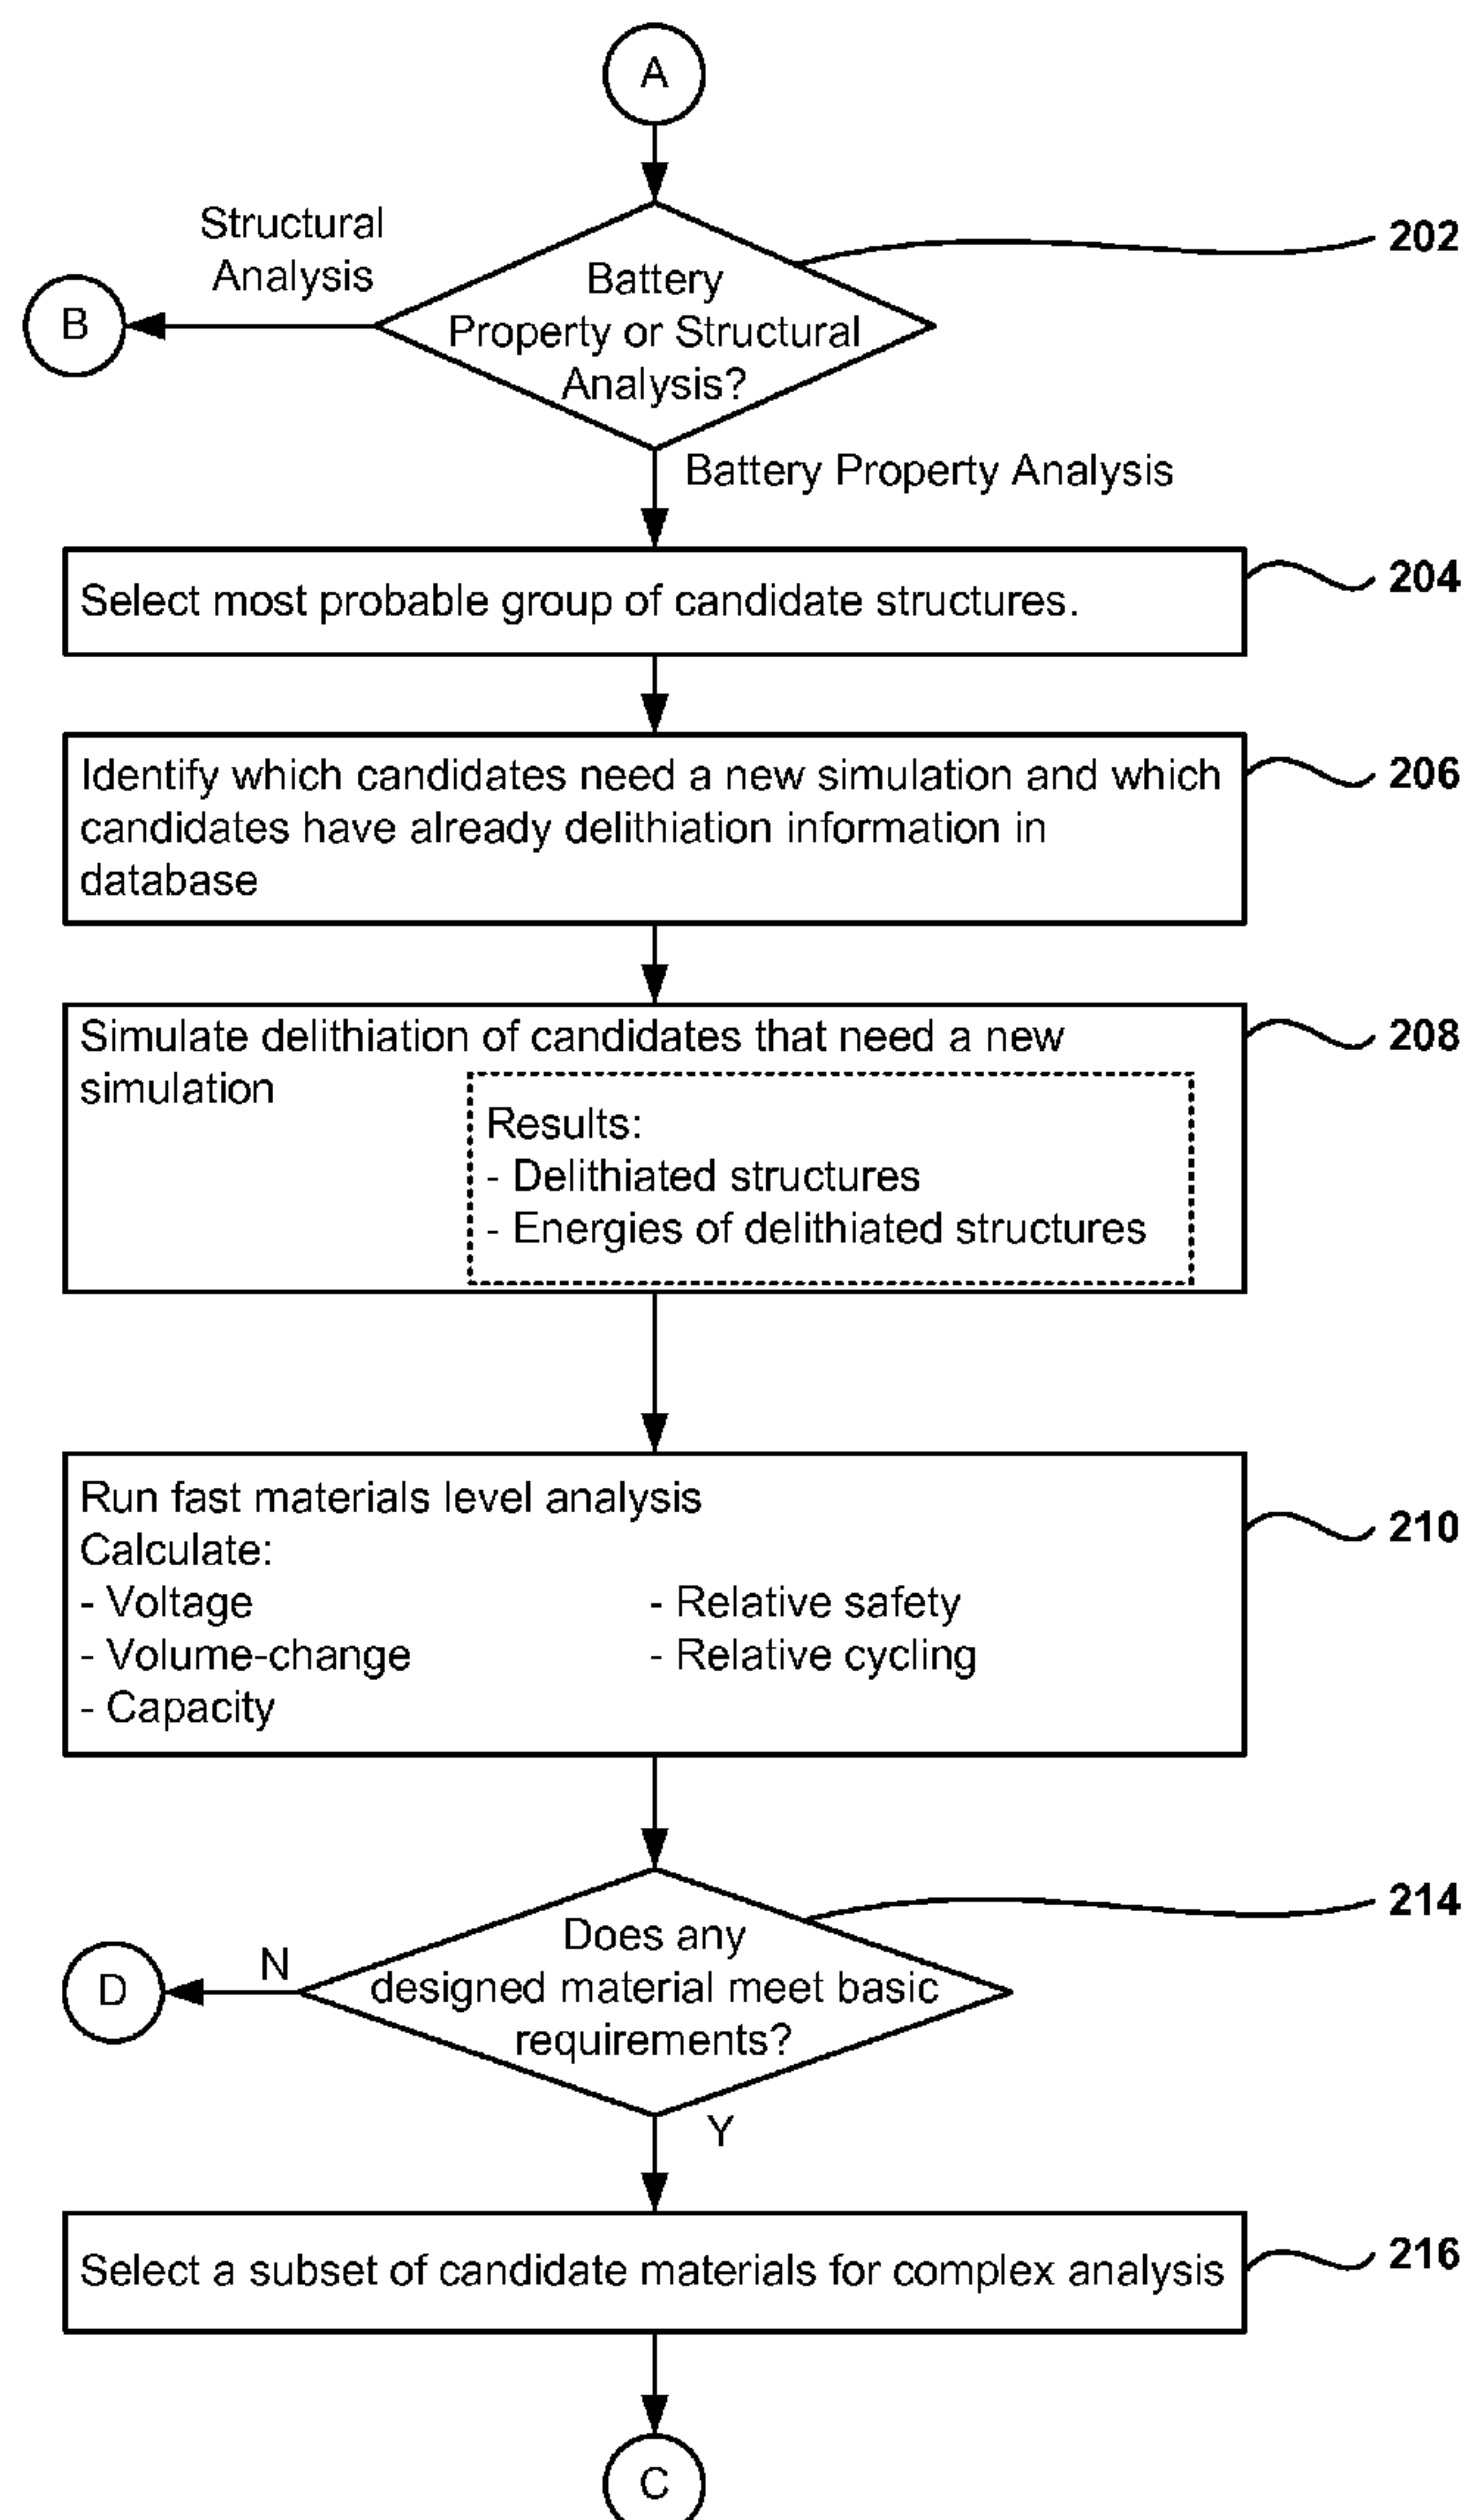 A
Structural
Analysis
202
B
Battery
Property or Structural
Analysis?
Battery Property Analysis
Select most probable group of candidate structures.
204
Identify which candidates need a new simulation and which
candidates have already delithiation information in
database
206
Simulate delithiation of candidates that need a new
simulation
208
Results:
- Delithiated structures
- Energies of delithiated structures
Run fast materials level analysis
Calculate:
- Voltage
- Volume-change
- Capacity
- Relative safety
- Relative cycling
210
214
Does any
designed material meet basic
requirements?
N
D
Y
Select a subset of candidate materials for complex analysis
216
C